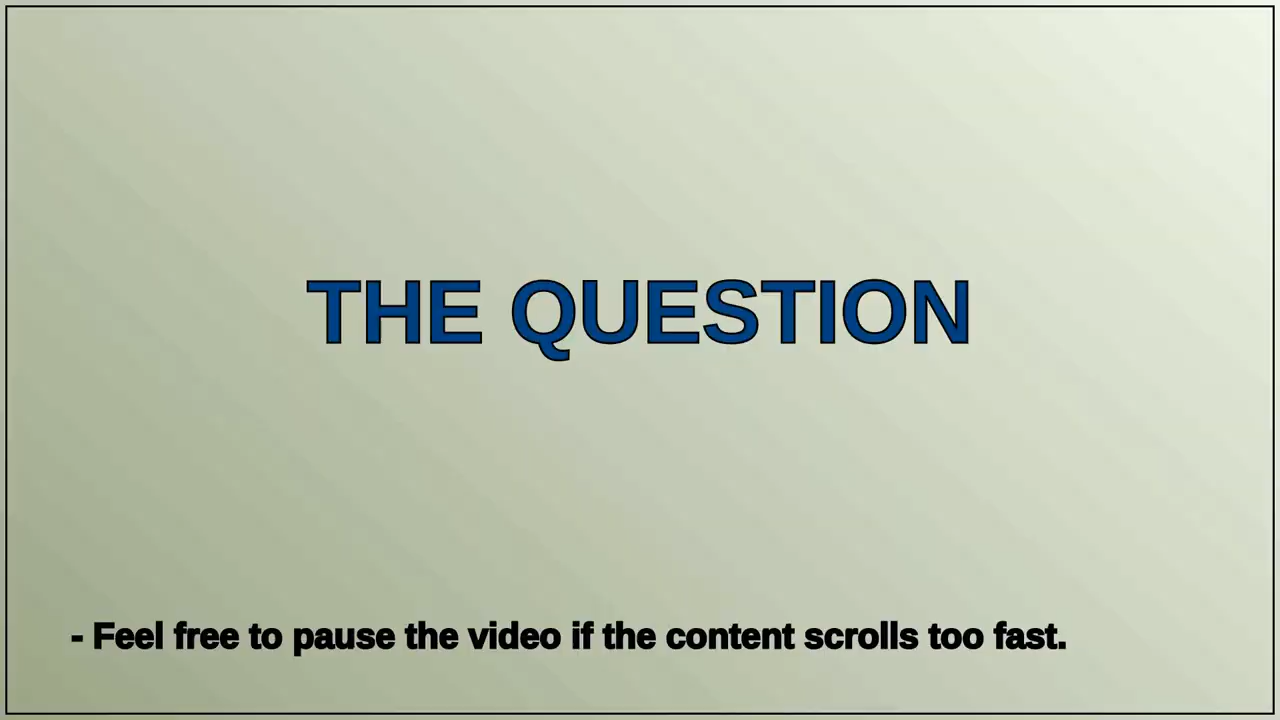 THE QUESTION
- Feel free to pause the video if the content scrolls too fast.